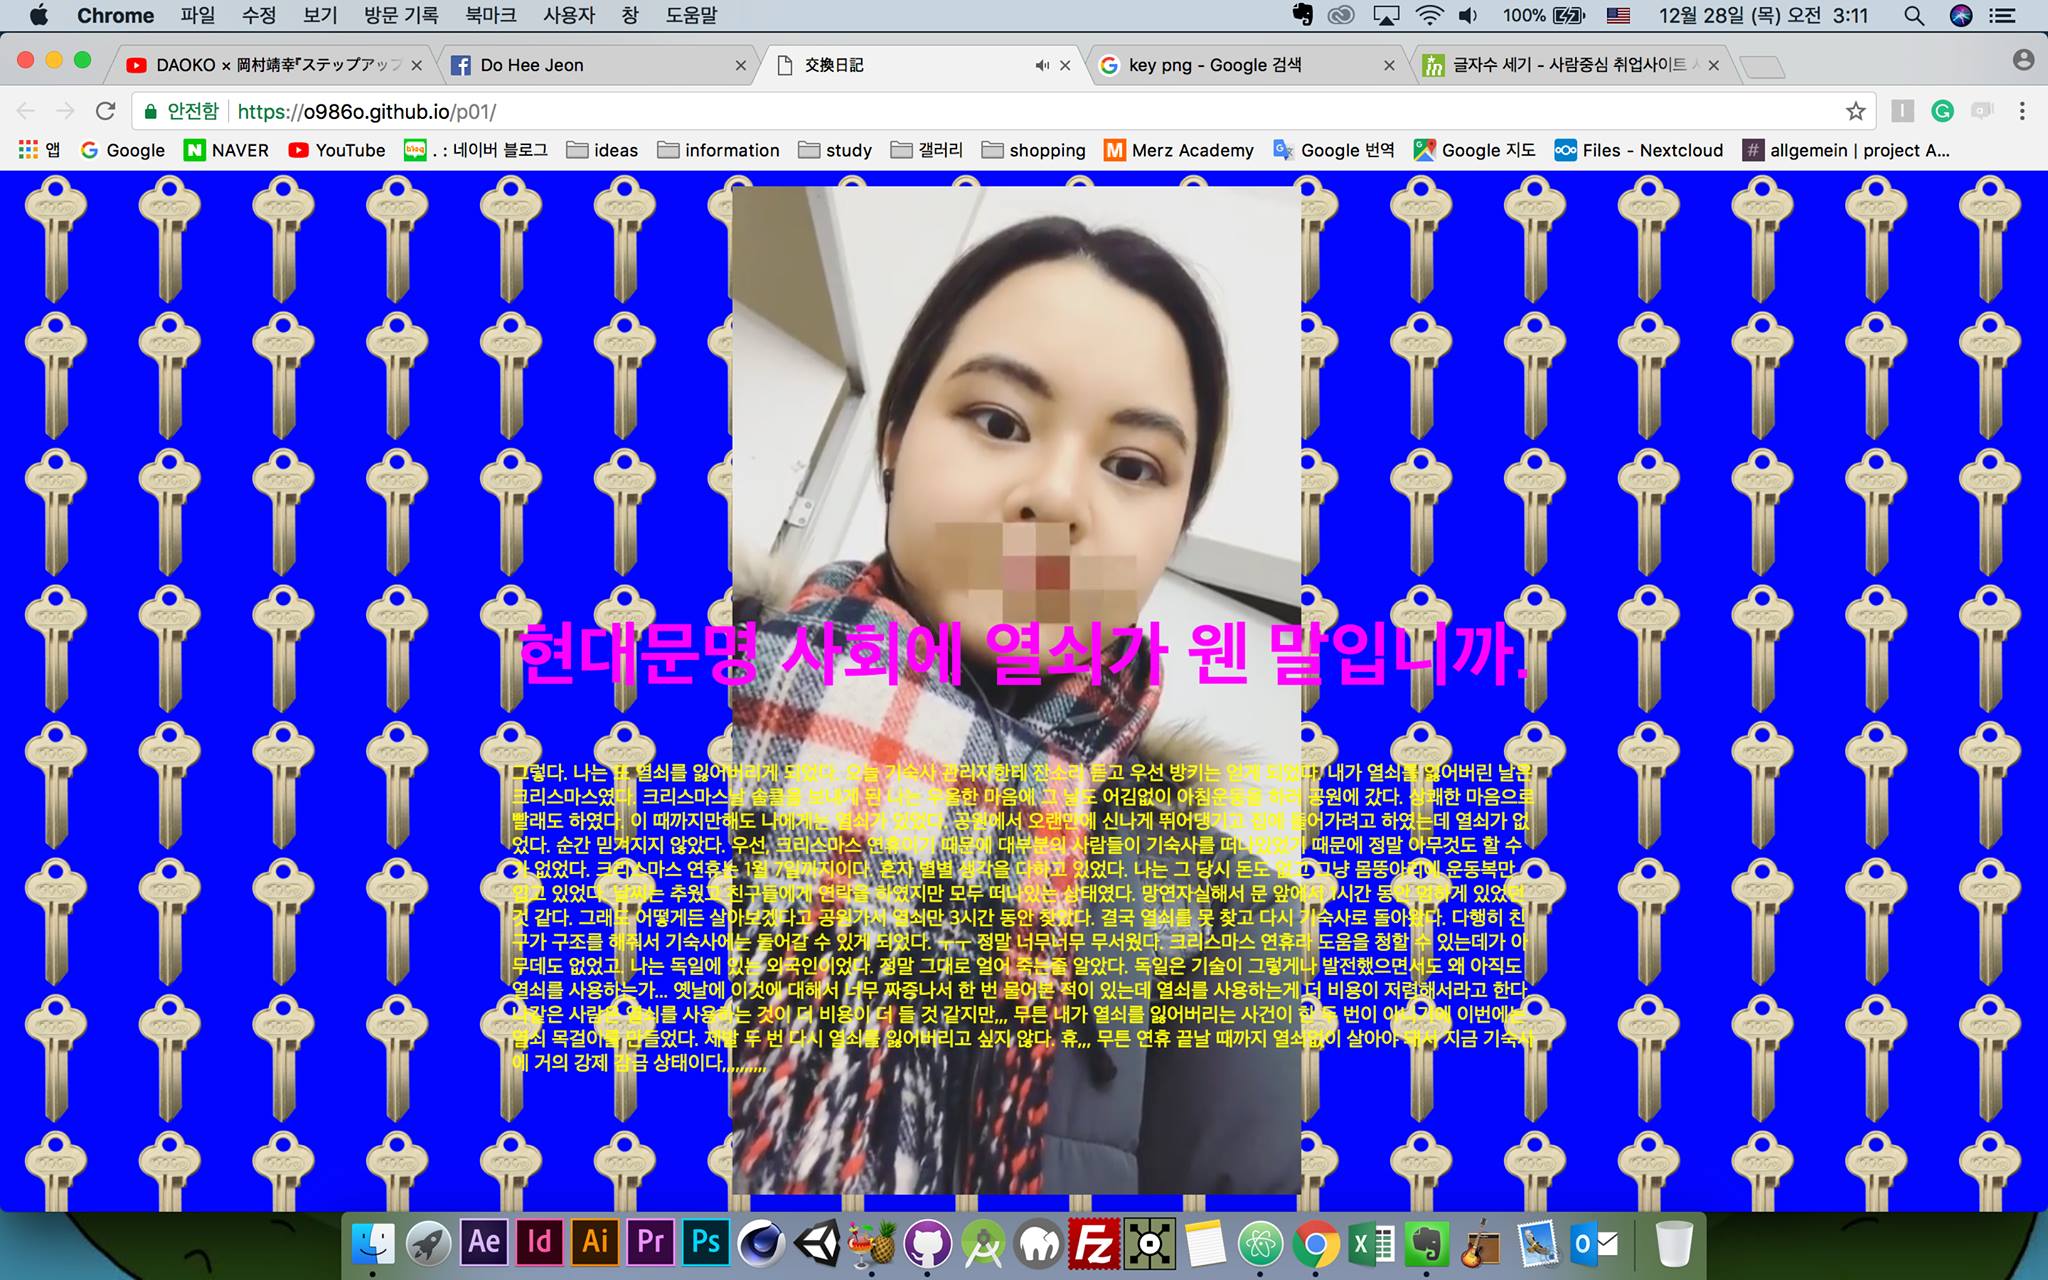 Chrome 파일 수정 보기 방문 기록 북마크 사용자 창 도움말 100% 12월 28일 (목) 오전 3:11
DAOKO × 岡村靖幸『ステップアップ Do Hee Jeon 交換日記 key png - Google 검색 글자수 세기 - 사람중심 취업사이트
안전함 https://o986o.github.io/p01/
앱 Google NAVER YouTube blog . : 네이버 블로그 ideas information study 갤러리 shopping Merz Academy Google 번역 Google 지도 Files - Nextcloud # allgemein | project A...
현대문명 사회에 열쇠가 웬 말입니까.
그렇다. 나는 또 열쇠를 잃어버리게 되었다. 오늘 기숙사 관리자한테 잔소리 듣고 우선 방키는 얻게 되었다. 내가 열쇠를 잃어버린 날은
크리스마스였다. 크리스마스날 솔클을 보내게 된 나는 우울한 마음에 그 날도 어김없이 아침운동을 하러 공원에 갔다. 상쾌한 마음으로
빨래도 하였다. 이 때까지만해도 나에게는 열쇠가 있었다. 공원에서 오랜만에 신나게 뛰어댕기고 집에 들어가려고 하였는데 열쇠가 없
었다. 순간 믿겨지지 않았다. 우선, 크리스마스 연휴이기 때문에 대부분의 사람들이 기숙사를 떠나있었기 때문에 정말 아무것도 할 수
가 없었다. 크리스마스 연휴는 1월 7일까지이다. 혼자 별별 생각을 다하고 있었다. 나는 그 당시 돈도 없고 그냥 몸뚱아리에 운동복만
입고 있었다. 날씨는 추웠고 친구들에게 연락을 하였지만 모두 떠나있는 상태였다. 망연자실해서 문 앞에서 1시간 동안 멈하게 있었던
것 같다. 그래도 어떻게든 살아보겠다고 공원가서 열쇠만 3시간 동안 찾았다. 결국 열쇠를 못 찾고 다시 기숙사로 돌아왔다. 다행히 친
구가 구조를 해줘서 기숙사에는 들어갈 수 있게 되었다. ㅜㅜ 정말 너무너무 무서웠다. 크리스마스 연휴라 도움을 청할 수 있는데가 아
무데도 없었고, 나는 독일에 있는 외국인이었다. 정말 그대로 얼어 죽는줄 알았다. 독일은 기술이 그렇게나 발전했으면서도 왜 아직도
열쇠를 사용하는가... 옛날에 이것에 대해서 너무 짜증나서 한 번 물어본 적이 있는데 열쇠를 사용하는게 더 비용이 저렴해서라고 한다.
나같은 사람은 열쇠를 사용하는 것이 더 비용이 더 들 것 같지만,,, 무튼 내가 열쇠를 잃어버리는 사건이 한 두 번이 아니기에 이번에는
열쇠 목걸이를 만들었다. 제발 두 번 다시 열쇠를 잃어버리고 싶지 않다. 휴,,, 무튼 연휴 끝날 때까지 열쇠없이 살아야 돼서 지금 기숙사
에 거의 강제 감금 상태이다,,,,,,,,,,
Ae Id Ai Pr Ps Fz